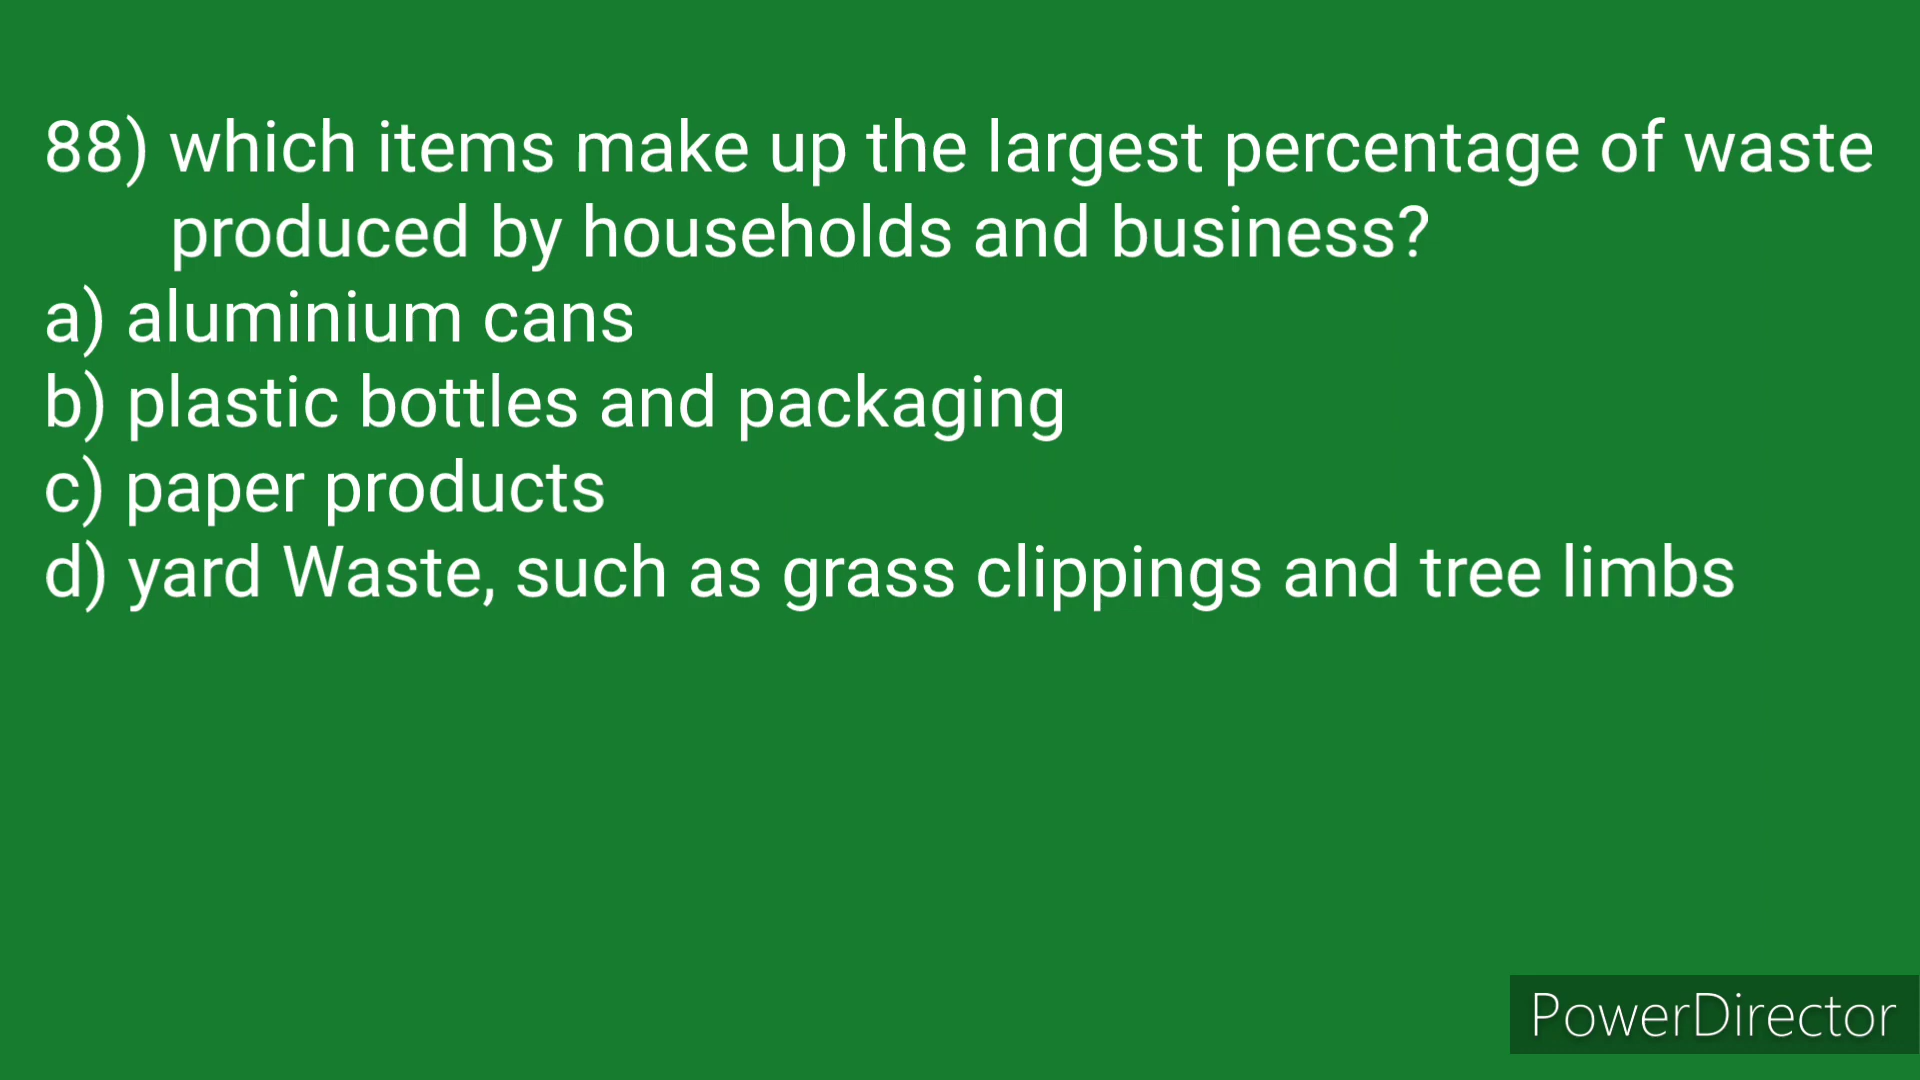 88) which items make up the largest percentage of waste
produced by households and business?
a) aluminium cans
b) plastic bottles and packaging
c) paper products
d) yard Waste, such as grass clippings and tree limbs
PowerDirector